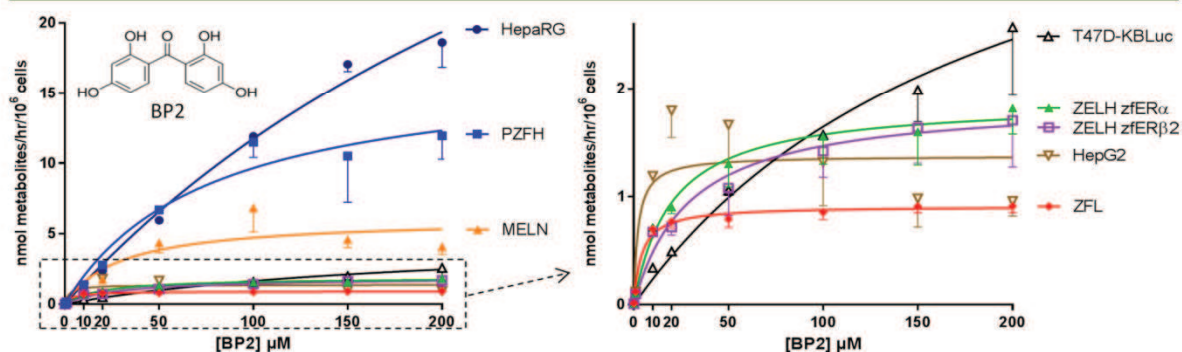 nmol metabolites/hr/10⁶ cells
20
15
10
5
0
OH O OH
HO OH
BP2
HepaRG
PZFH
MELN
0 10 20 50 100 150 200
[BP2] µM
nmol metabolites/hr/10⁶ cells
2
1
0
T47D-KBLuc
ZELH zfERα
ZELH zfERβ2
HepG2
ZFL
0 10 20 50 100 150 200
[BP2] µM